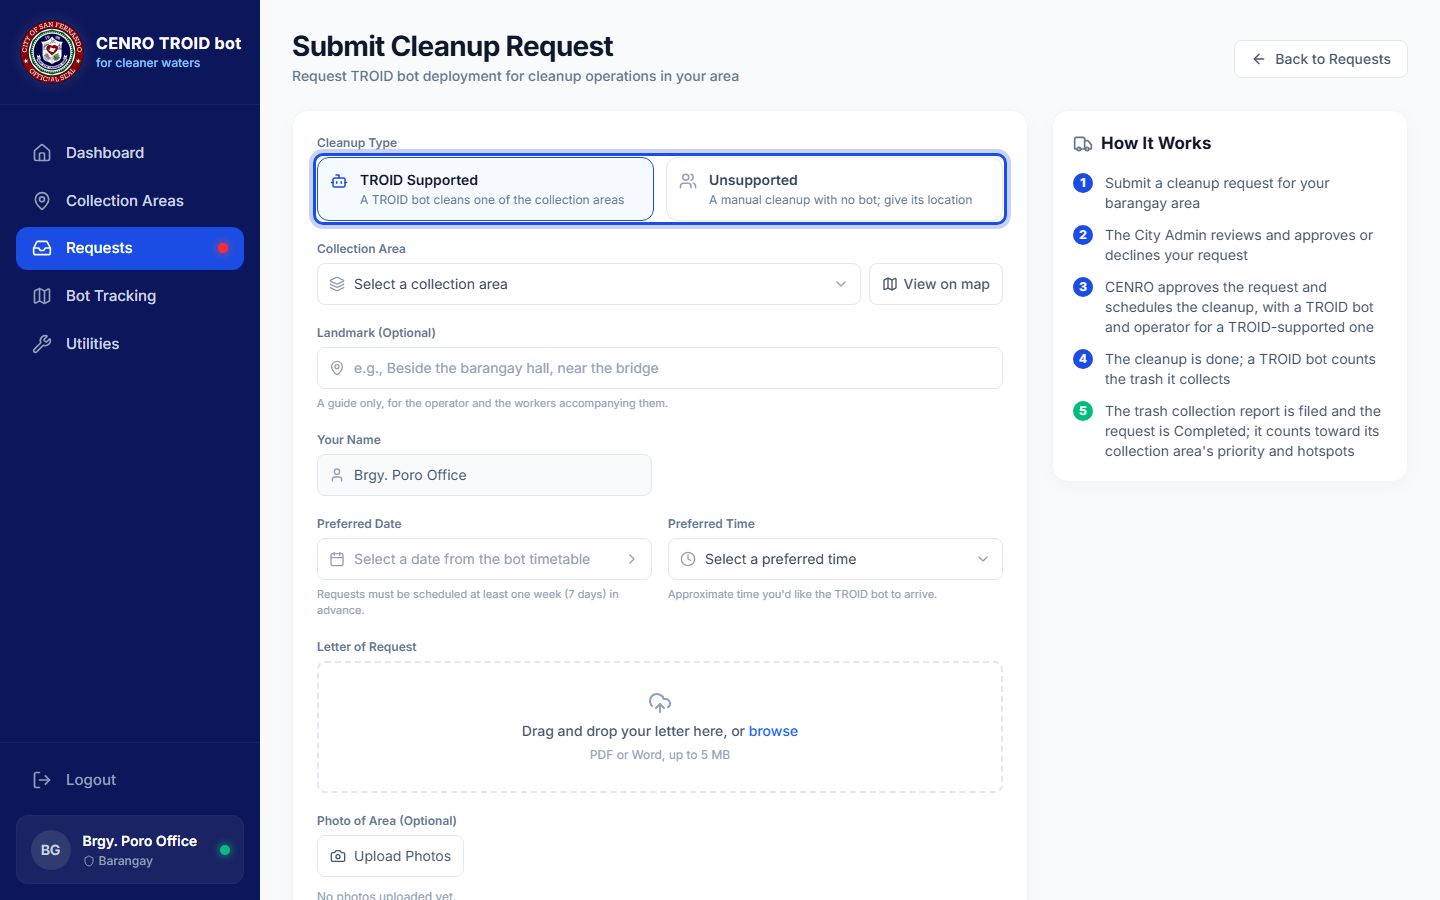 CITY OF SAN FERNANDO
OFFICIAL SEAL
CENRO TROID bot
for cleaner waters
Dashboard
Collection Areas
Requests
Bot Tracking
Utilities
Logout
BG
Brgy. Poro Office
Barangay
Submit Cleanup Request
Request TROID bot deployment for cleanup operations in your area
Back to Requests
Cleanup Type
TROID Supported
A TROID bot cleans one of the collection areas
Unsupported
A manual cleanup with no bot; give its location
Collection Area
Select a collection area
View on map
Landmark (Optional)
e.g., Beside the barangay hall, near the bridge
A guide only, for the operator and the workers accompanying them.
Your Name
Brgy. Poro Office
Preferred Date
Select a date from the bot timetable
Requests must be scheduled at least one week (7 days) in
advance.
Preferred Time
Select a preferred time
Approximate time you'd like the TROID bot to arrive.
Letter of Request
Drag and drop your letter here, or browse
PDF or Word, up to 5 MB
Photo of Area (Optional)
Upload Photos
No photos uploaded yet.
How It Works
1 Submit a cleanup request for your
barangay area
2 The City Admin reviews and approves or
declines your request
3 CENRO approves the request and
schedules the cleanup, with a TROID bot
and operator for a TROID-supported one
4 The cleanup is done; a TROID bot counts
the trash it collects
5 The trash collection report is filed and the
request is Completed; it counts toward its
collection area's priority and hotspots